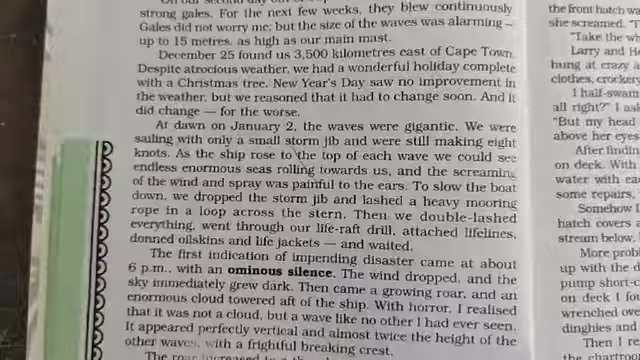 strong gales. For the next few weeks, they blew continuously
Gales did not worry me; but the size of the waves was alarming —
up to 15 metres, as high as our main mast.
December 25 found us 3,500 kilometres east of Cape Town.
Despite atrocious weather, we had a wonderful holiday complete
with a Christmas tree. New Year's Day saw no improvement in
the weather, but we reasoned that it had to change soon. And it
did change — for the worse.
At dawn on January 2, the waves were gigantic. We were
sailing with only a small storm jib and were still making eight
knots. As the ship rose to the top of each wave we could see
endless enormous seas rolling towards us, and the screaming
of the wind and spray was painful to the ears. To slow the boat
down, we dropped the storm jib and lashed a heavy mooring
rope in a loop across the stern. Then we double-lashed
everything, went through our life-raft drill, attached lifelines,
donned oilskins and life jackets — and waited.
The first indication of impending disaster came at about
6 p.m., with an ominous silence. The wind dropped, and the
sky immediately grew dark. Then came a growing roar, and an
enormous cloud towered aft of the ship. With horror, I realised
that it was not a cloud, but a wave like no other I had ever seen.
It appeared perfectly vertical and almost twice the height of the
other waves, with a frightful breaking crest.
The roar increased
the front hatch
she screamed.
"Take the
Larry and
hung at crazy
clothes, crockery
I half-swam
all right?" I
"But my head
above her eyes
After
on deck. With
water with
some repairs,
Somehow I
hatch covers
stream below,
More
up with the
pump short-
on deck I
wrenched
dinghies and
Then I
the chartroom